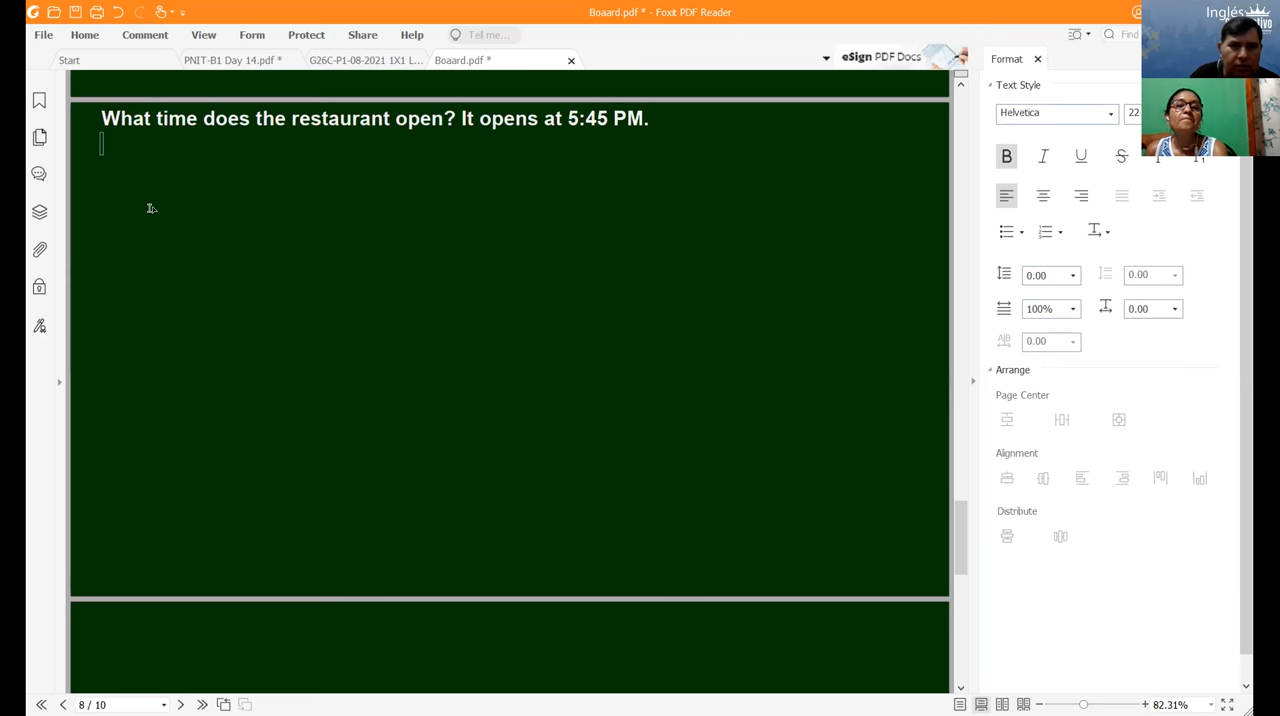 Boaard.pdf * - Foxit PDF Reader
Inglés
File Home Comment View Form Protect Share Help Tell me... Find
Start PNIT-B1 Day 14.pdf * G26C-P1-08-2021 1X1 L... Boaard.pdf * eSign PDF Docs Format
Text Style
Helvetica 22
What time does the restaurant open? It opens at 5:45 PM.
0.00 0.00
100% 0.00
0.00
Arrange
Page Center
Alignment
Distribute
8 / 10 82.31%